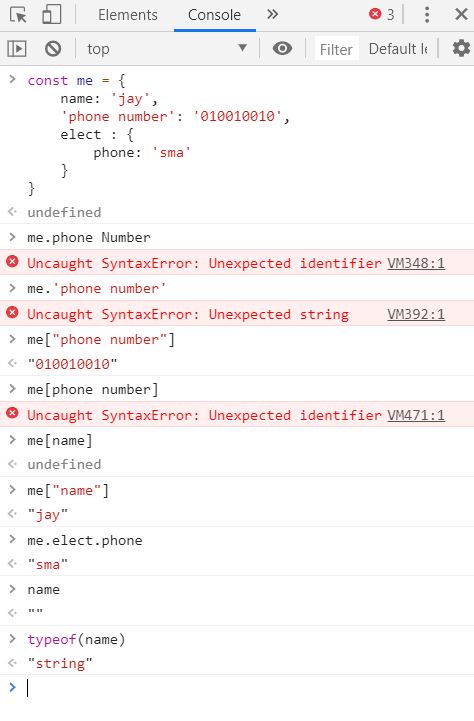 Elements Console » 3
top Filter Default le
> const me = {
name: 'jay',
'phone number': '010010010',
elect : {
phone: 'sma'
}
}
undefined
> me.phone Number
Uncaught SyntaxError: Unexpected identifier VM348:1
> me.'phone number'
Uncaught SyntaxError: Unexpected string VM392:1
> me["phone number"]
"010010010"
> me[phone number]
Uncaught SyntaxError: Unexpected identifier VM471:1
> me[name]
undefined
> me["name"]
"jay"
> me.elect.phone
"sma"
> name
""
> typeof(name)
"string"
>